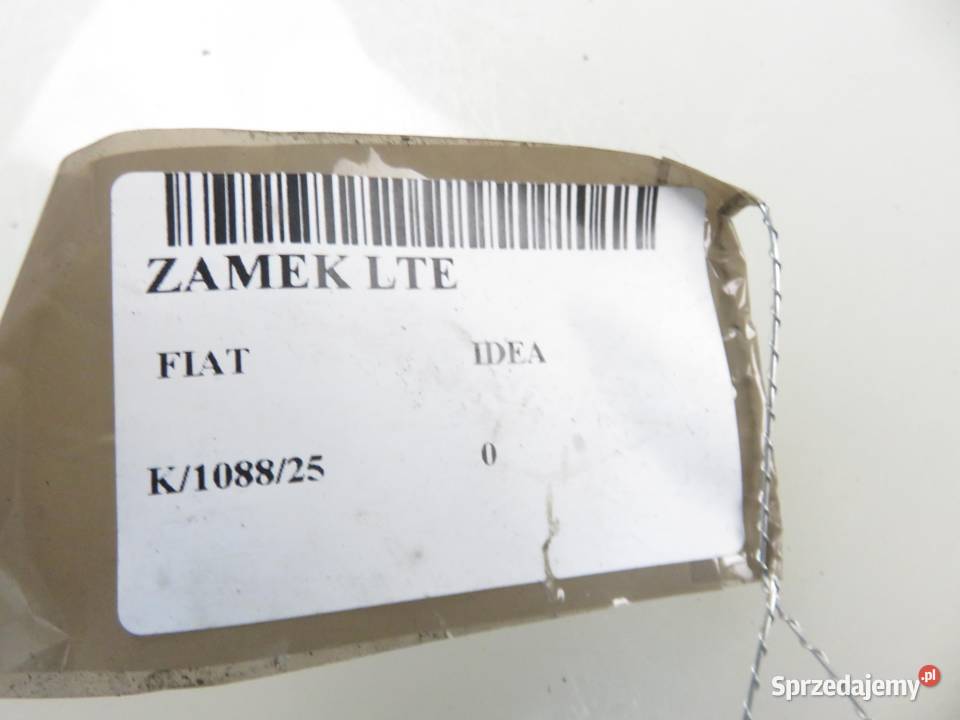 ZAMEK LTE
FIAT IDEA
K/1088/25 0
Sprzedajemy.pl